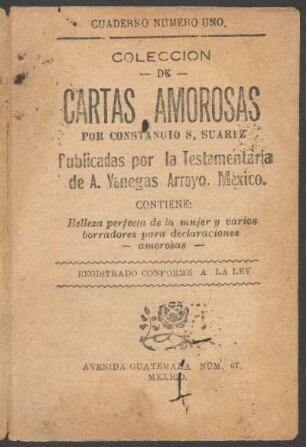 CUADERNO NUMERO UNO.
COLECCION
— DE —
CARTAS AMOROSAS
POR CONSTANCIO S. SUAREZ
Publicadas por la Testamentaria
de A. Vanegas Arroyo. México.
CONTIENE:
Belleza perfecta de la mujer y varios
borradores para declaraciones
— amorosas —
REGISTRADO CONFORME A LA LEY
AVENIDA GUATEMALA NÚM. 67.
MEXICO.